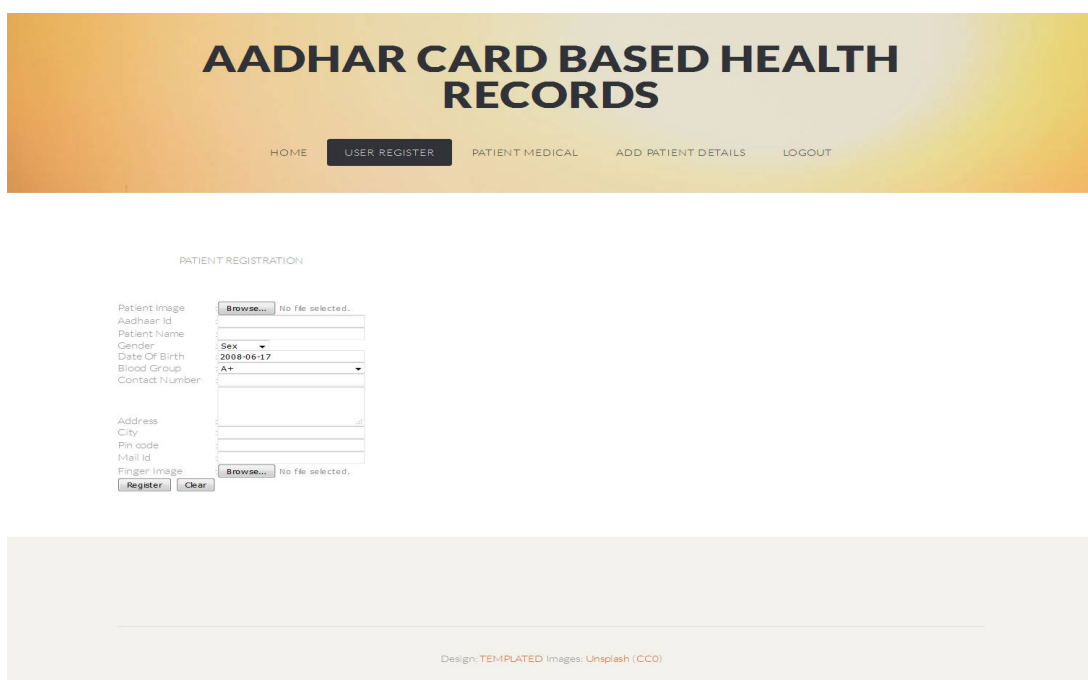 AADHAR CARD BASED HEALTH
RECORDS
HOME USER REGISTER PATIENT MEDICAL ADD PATIENT DETAILS LOGOUT
PATIENT REGISTRATION
Patient Image : Browse... No file selected.
Aadhaar Id :
Patient Name :
Gender : Sex
Date Of Birth : 2008-06-17
Blood Group : A+
Contact Number :
Address :
City :
Pin code :
Mail Id :
Finger Image : Browse... No file selected.
Register Clear
Design: TEMPLATED Images: Unsplash (CC0)